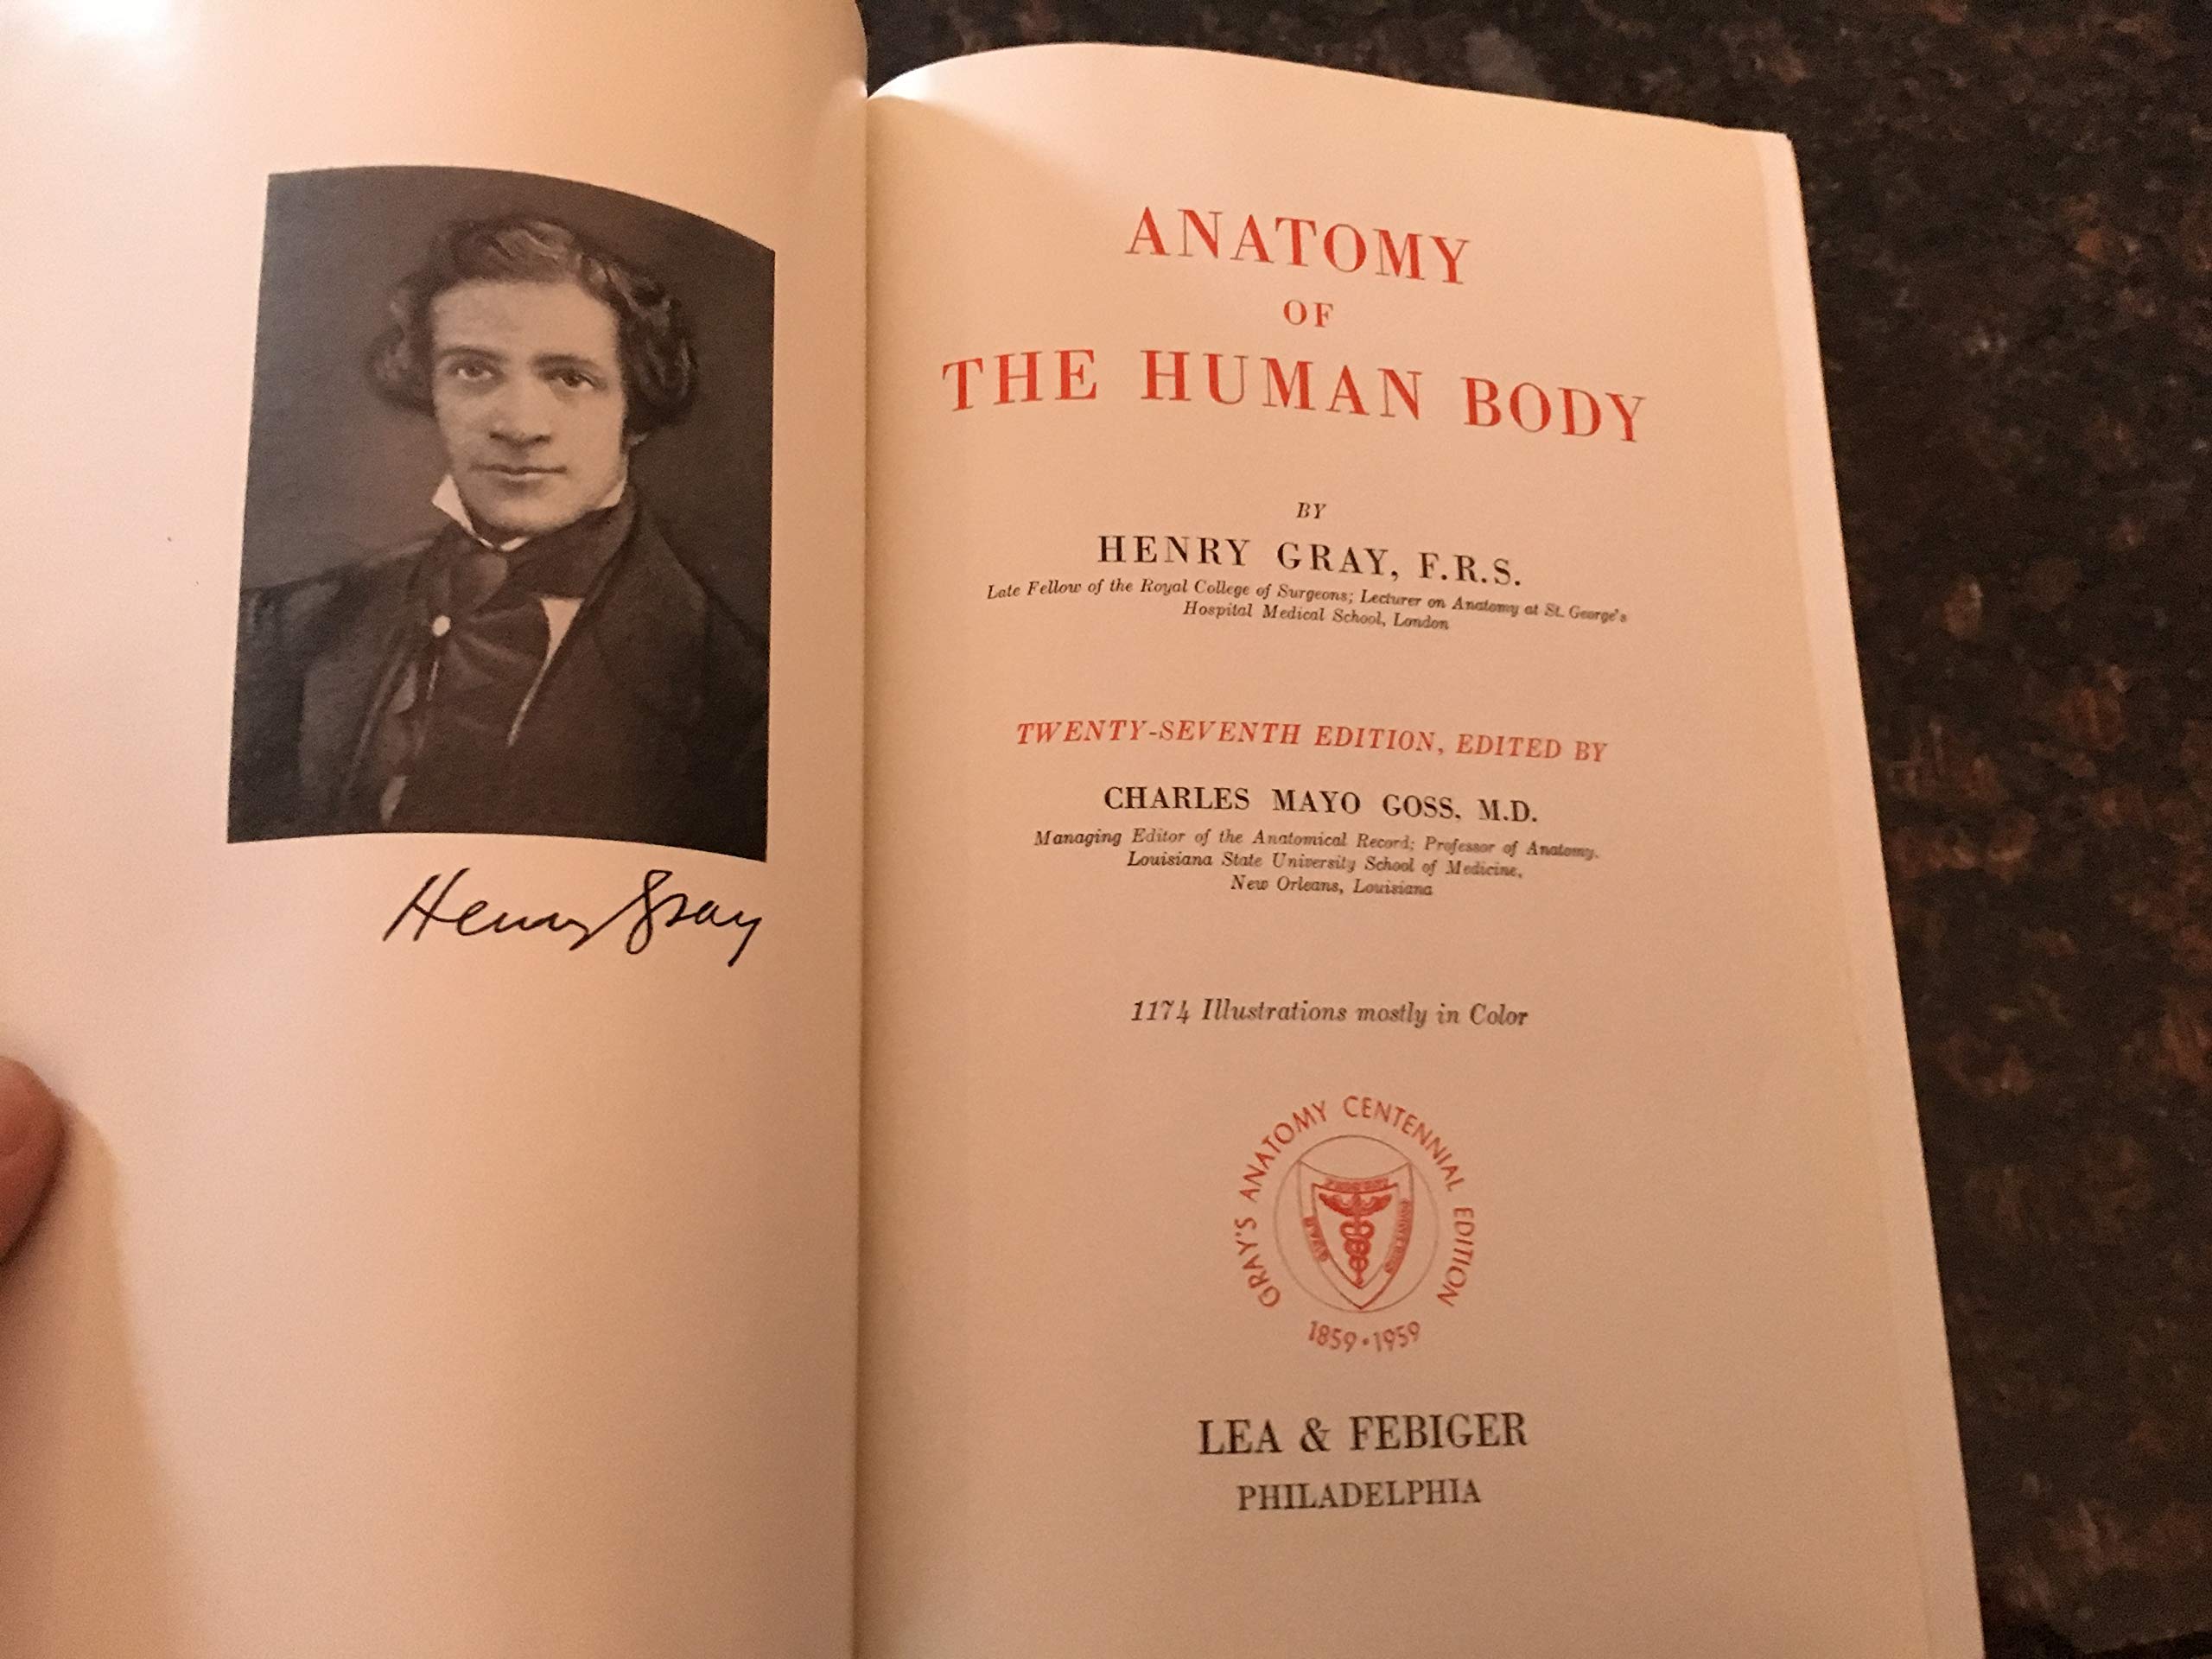 Henry Gray
ANATOMY
OF
THE HUMAN BODY
BY
HENRY GRAY, F.R.S.
Late Fellow of the Royal College of Surgeons; Lecturer on Anatomy at St. George's
Hospital Medical School, London
TWENTY-SEVENTH EDITION, EDITED BY
CHARLES MAYO GOSS, M.D.
Managing Editor of the Anatomical Record; Professor of Anatomy,
Louisiana State University School of Medicine,
New Orleans, Louisiana
1174 Illustrations mostly in Color
GRAY'S ANATOMY CENTENNIAL EDITION
1859•1959
LEA & FEBIGER
PHILADELPHIA